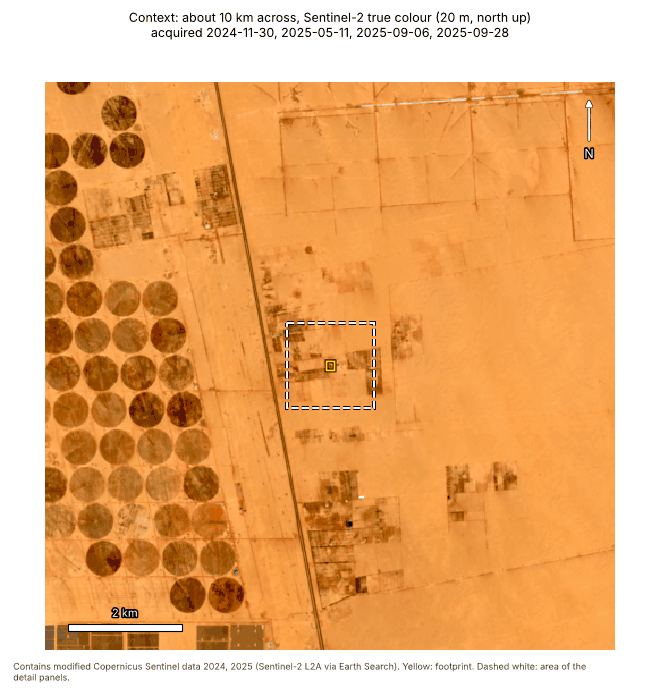 Context: about 10 km across, Sentinel-2 true colour (20 m, north up)
acquired 2024-11-30, 2025-05-11, 2025-09-06, 2025-09-28
N
2 km
Contains modified Copernicus Sentinel data 2024, 2025 (Sentinel-2 L2A via Earth Search). Yellow: footprint. Dashed white: area of the
detail panels.